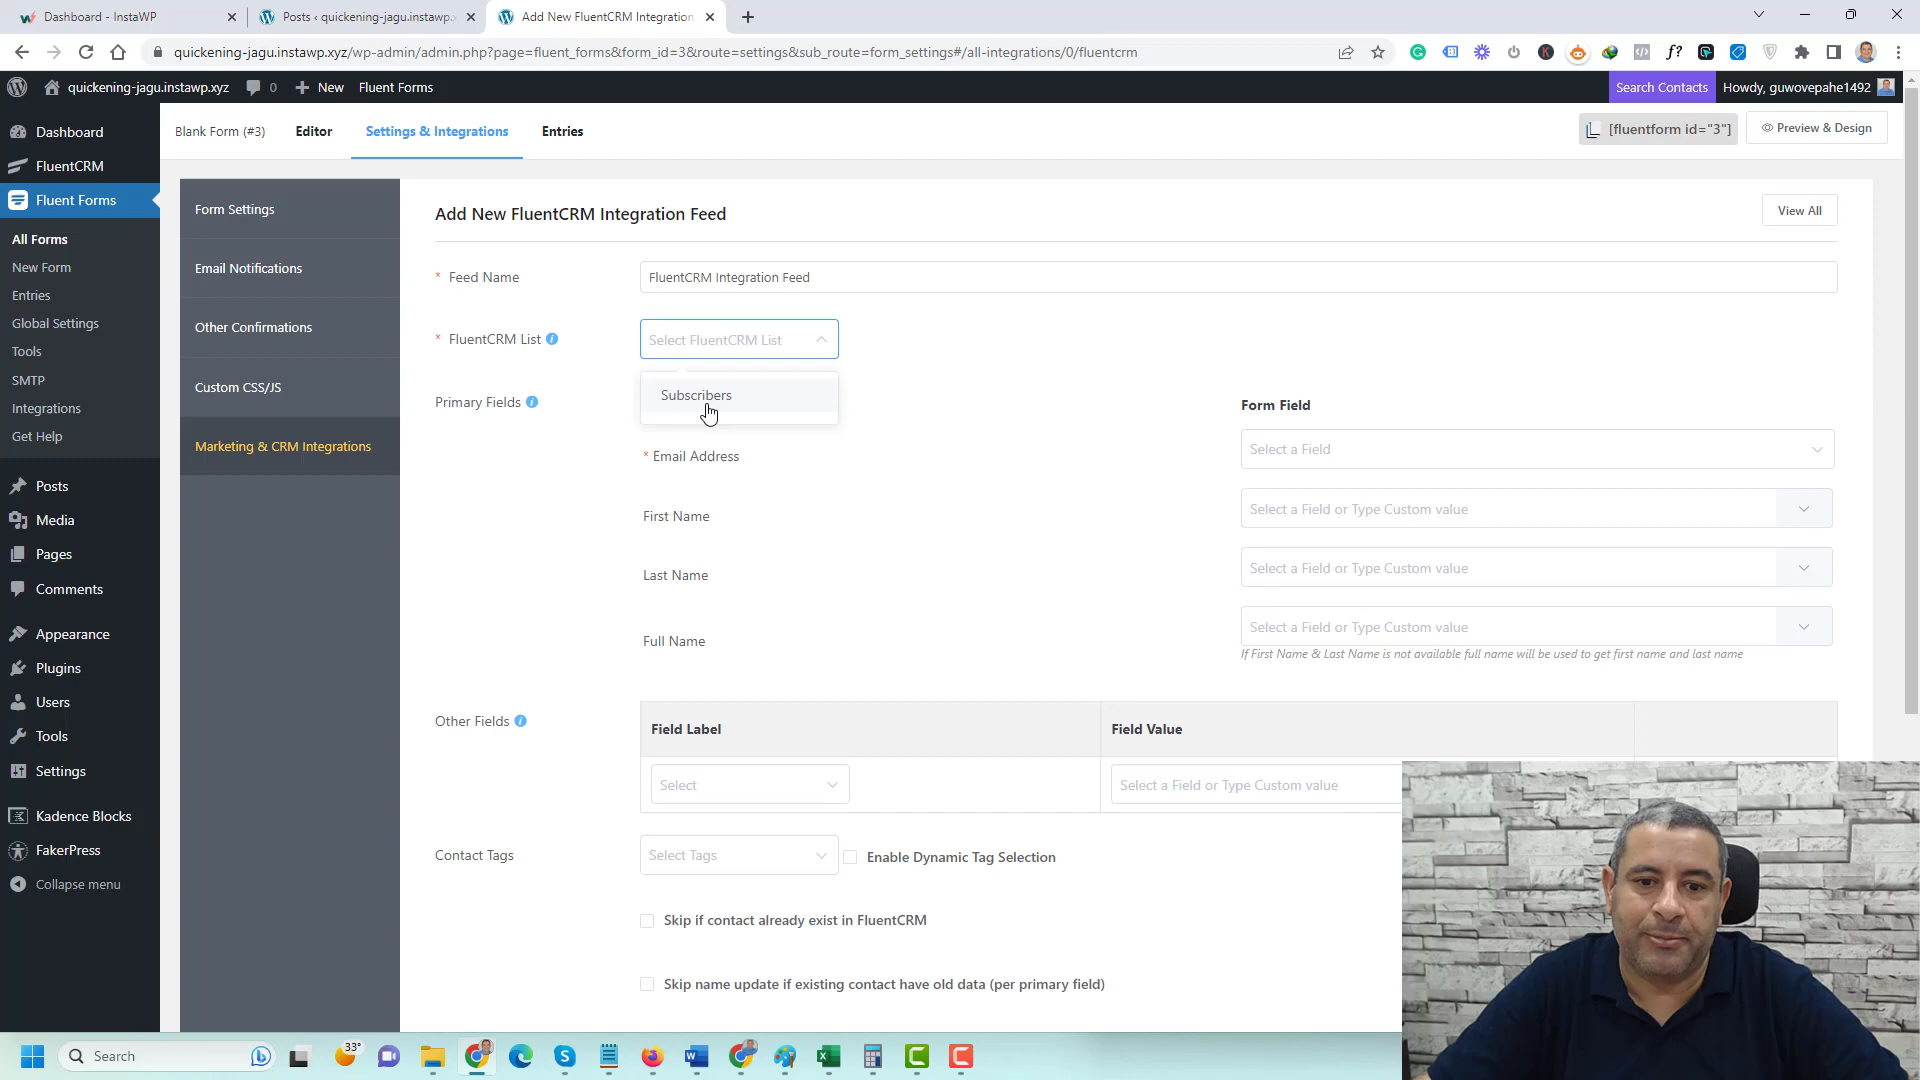 Dashboard - InstaWP
Posts ‹ quickening-jagu.instawp.
Add New FluentCRM Integration
quickening-jagu.instawp.xyz/wp-admin/admin.php?page=fluent_forms&form_id=3&route=settings&sub_route=form_settings#/all-integrations/0/fluentcrm
quickening-jagu.instawp.xyz
0
New
Fluent Forms
Search Contacts
Howdy, guwovepahe1492
Dashboard
FluentCRM
Fluent Forms
All Forms
New Form
Entries
Global Settings
Tools
SMTP
Integrations
Get Help
Posts
Media
Pages
Comments
Appearance
Plugins
Users
Tools
Settings
Kadence Blocks
FakerPress
Collapse menu
Blank Form (#3)
Editor
Settings & Integrations
Entries
[fluentform id="3"]
Preview & Design
Form Settings
Email Notifications
Other Confirmations
Custom CSS/JS
Marketing & CRM Integrations
Add New FluentCRM Integration Feed
View All
* Feed Name
FluentCRM Integration Feed
* FluentCRM List
Select FluentCRM List
Subscribers
Primary Fields
Form Field
* Email Address
Select a Field
First Name
Select a Field or Type Custom value
Last Name
Select a Field or Type Custom value
Full Name
Select a Field or Type Custom value
If First Name & Last Name is not available full name will be used to get first name and last name
Other Fields
Field Label
Field Value
Select
Select a Field or Type Custom value
Contact Tags
Select Tags
Enable Dynamic Tag Selection
Skip if contact already exist in FluentCRM
Skip name update if existing contact have old data (per primary field)
Search
33°